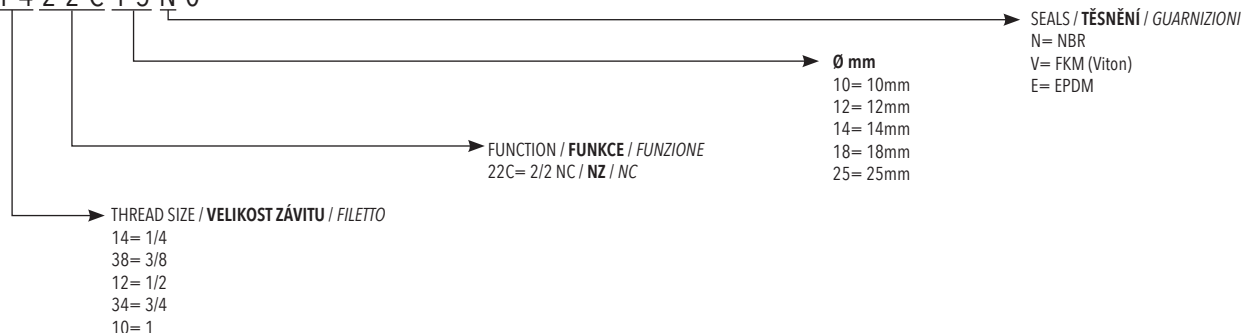 SEALS / TĚSNĚNÍ / GUARNIZIONI
N= NBR
V= FKM (Viton)
E= EPDM
Ø mm
10= 10mm
12= 12mm
14= 14mm
18= 18mm
25= 25mm
FUNCTION / FUNKCE / FUNZIONE
22C= 2/2 NC / NZ / NC
THREAD SIZE / VELIKOST ZÁVITU / FILETTO
14= 1/4
38= 3/8
12= 1/2
34= 3/4
10= 1